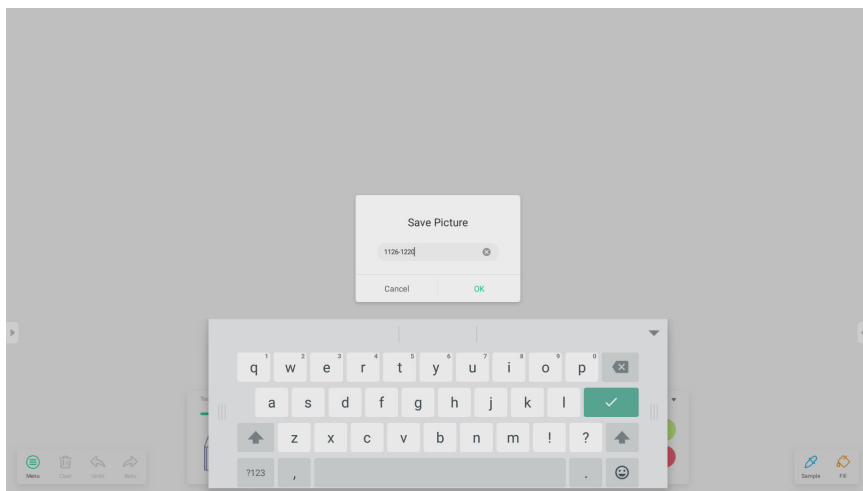 Save Picture
1126-1220
Cancel
OK
q 1 w 2 e 3 r 4 t 5 y 6 u 7 i 8 o 9 p 0
a s d f g h j k l
z x c v b n m ! ?
?123 , .
Menu Clear Undo Redo
Sample Fill